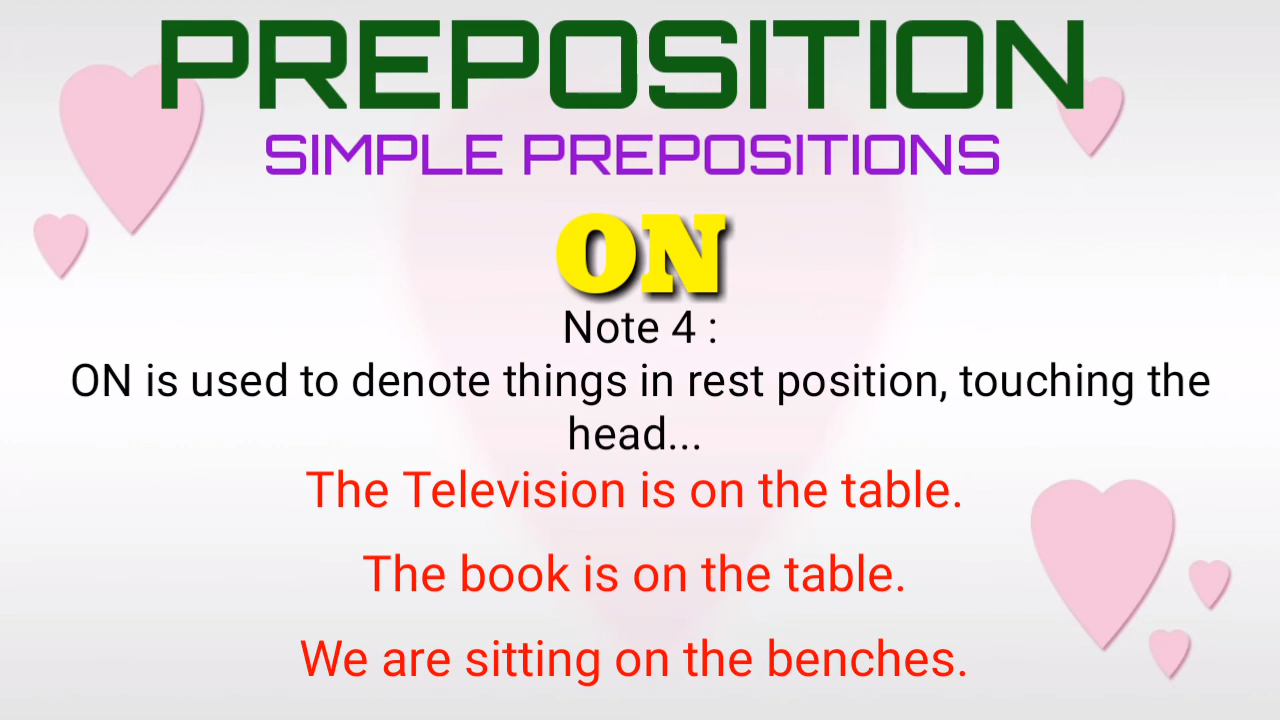 PREPOSITION
SIMPLE PREPOSITIONS
ON
Note 4 :
ON is used to denote things in rest position, touching the
head...
The Television is on the table.
The book is on the table.
We are sitting on the benches.